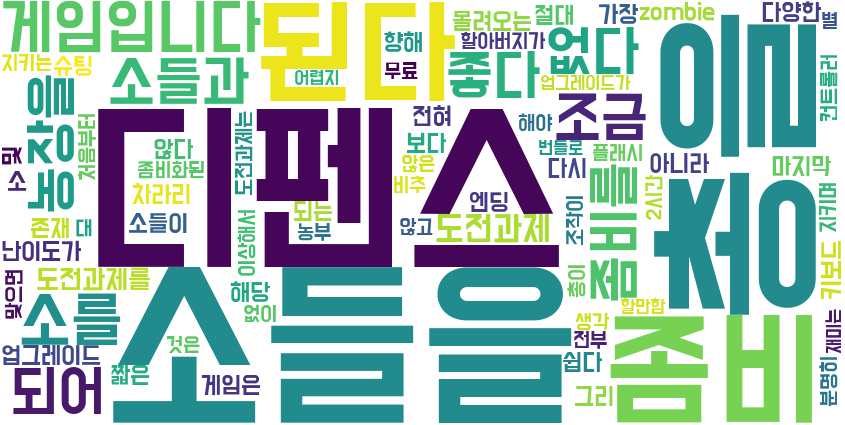 게임입니다
된다
몰려오는
절대
가장
zombie
다양한
별
지키는
슈팅
소들과
향해
할아버지가
없다
이미
어렵지
무료
좋다
업그레이드가
컨트롤러
농장을
처음부터
디펜스
전혀
해야
조금
및
않다
도전과제는
보다
번들로
플래시
소
좀비화된
않은
다시
아니라
마지막
차라리
되는
비추
엔딩
좀비를
2시간
정
존재
대
소들이
이상해서
농부
않고
도전과제
조작이
지키며
난이도가
맞으면
도전과제를
해당
총이
키보드
소를
소들을
없이
할만함
좀비
생각
업그레이드
것은
전부
재미는
되어
짧은
게임은
쉽다
그리
분명히